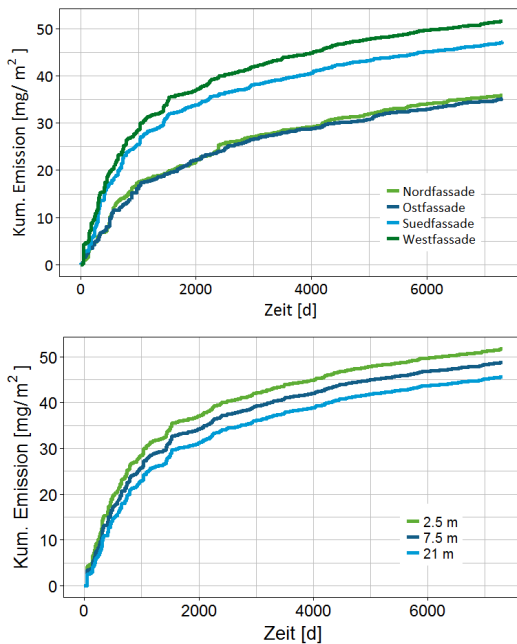 Kum. Emission [mg/ m²]
50
40
30
20
10
0
Nordfassade
Ostfassade
Suedfassade
Westfassade
0 2000 4000 6000
Zeit [d]
Kum. Emission [mg/m²]
50
40
30
20
10
0
2.5 m
7.5 m
21 m
0 2000 4000 6000
Zeit [d]